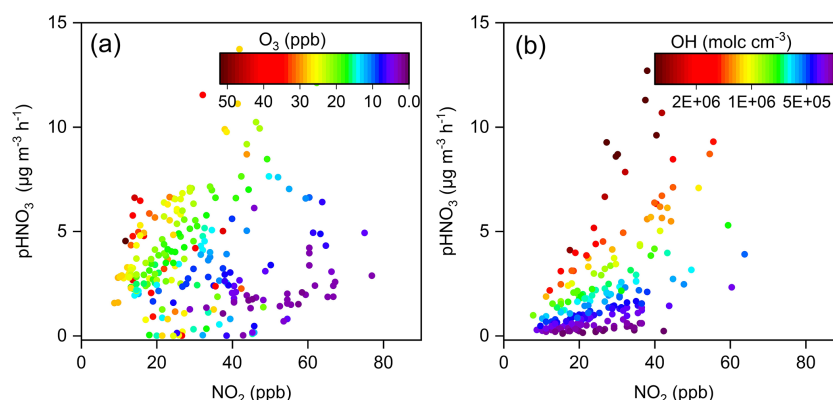 (a)
O₃ (ppb)
50 40 30 20 10 0.0
15
10
5
0
pHNO₃ (µg m⁻³ h⁻¹)
0 20 40 60 80
NO₂ (ppb)
(b)
OH (molc cm⁻³)
2E+06 1E+06 5E+05
15
10
5
0
pHNO₃ (µg m⁻³ h⁻¹)
0 20 40 60 80
NO₂ (ppb)